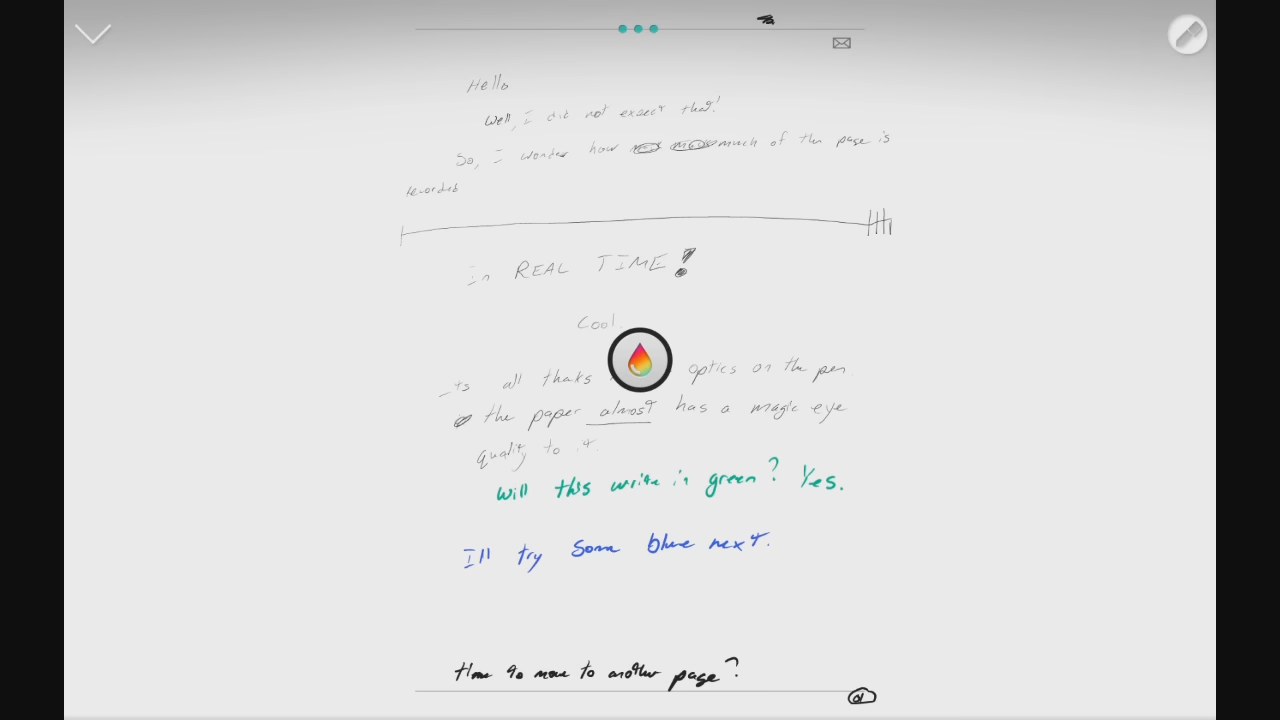 Hello
Well, I did not exzect that!
So, I wonder how much of the page is
recorded
In REAL TIME!
Cool.
Its all thaks optics on the pen.
the paper almost has a magic eye
quality to it.
Will this write in green? Yes.
I'll try some blue next.
How to move to another page?